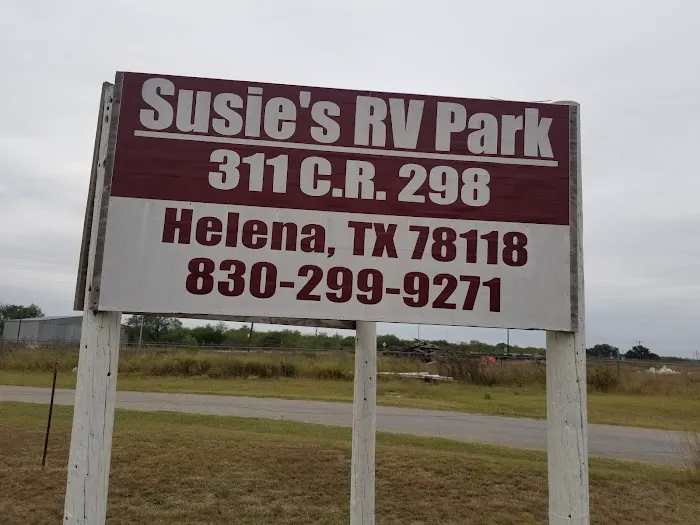 Susie's RV Park
311 C.R. 298
Helena, TX 78118
830-299-9271